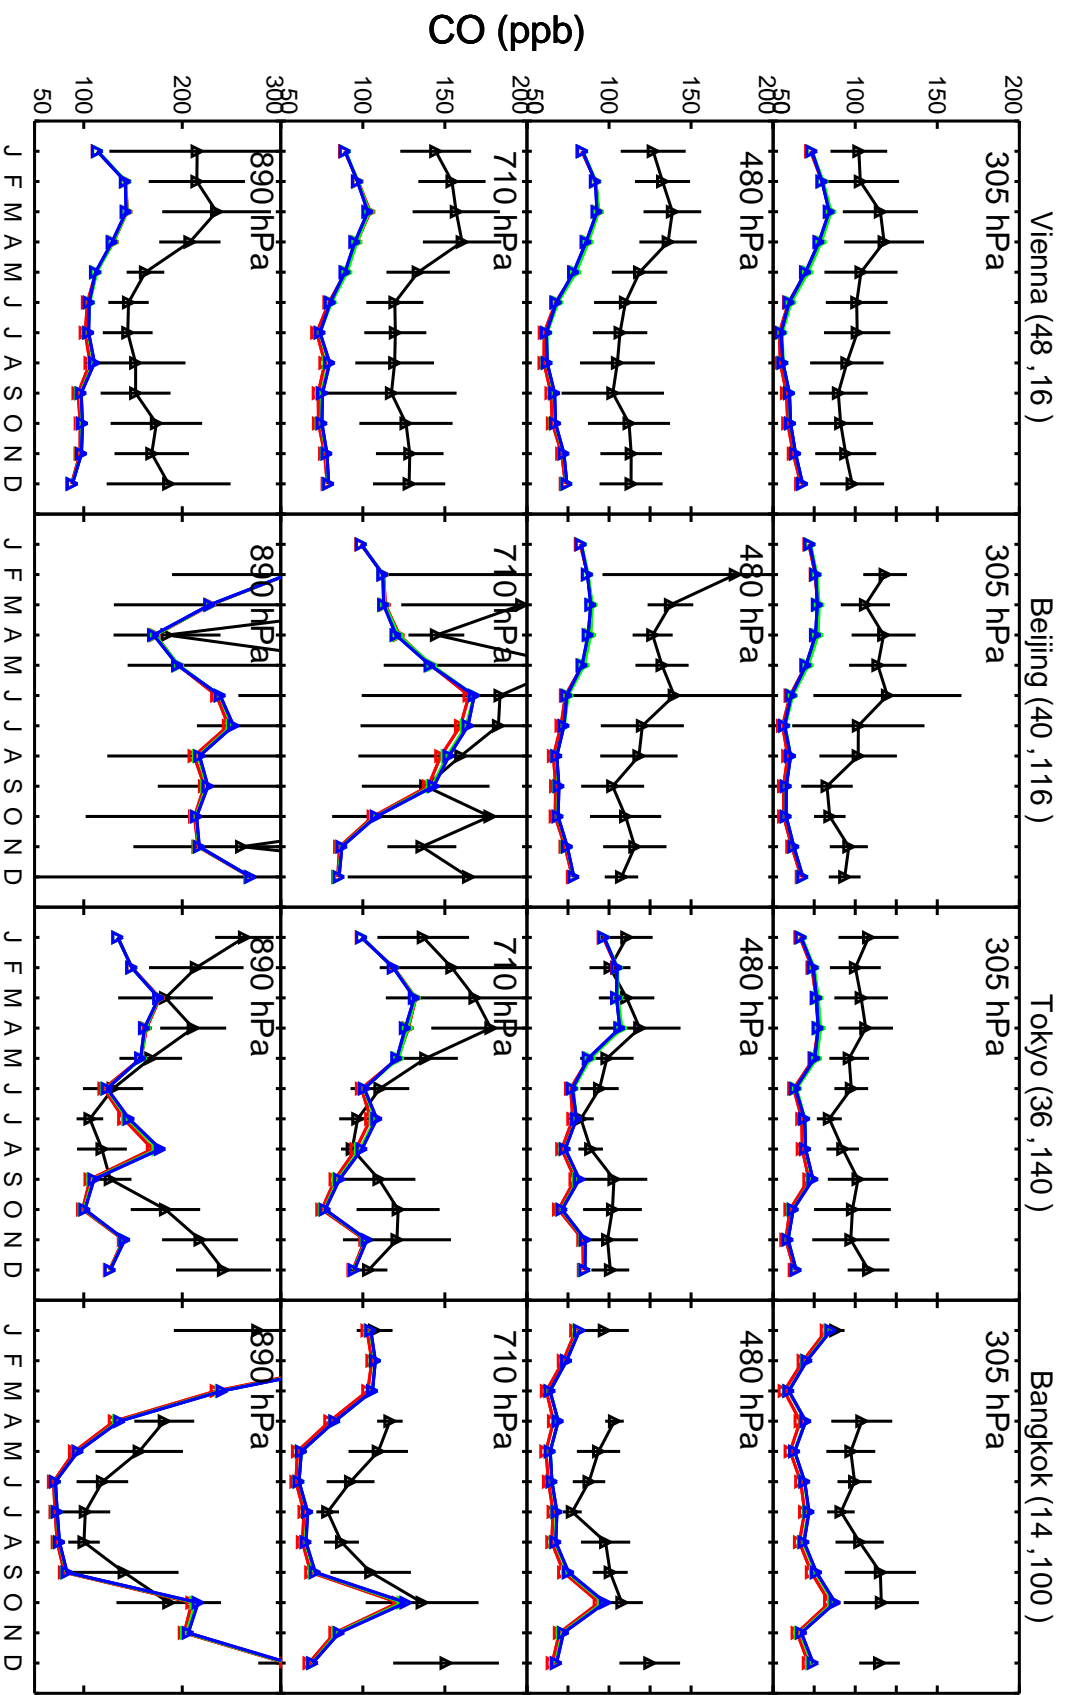 CO (ppb)
Vienna (48 ,16 )
Beijing (40 ,116 )
Tokyo (36 ,140 )
Bangkok (14 ,100 )
200
150
100
50
305 hPa
305 hPa
305 hPa
305 hPa
200
150
100
50
480 hPa
480 hPa
480 hPa
480 hPa
200
150
100
50
710 hPa
710 hPa
710 hPa
710 hPa
300
200
100
50
890 hPa
890 hPa
890 hPa
890 hPa
J F M A M J J A S O N D
J F M A M J J A S O N D
J F M A M J J A S O N D
J F M A M J J A S O N D